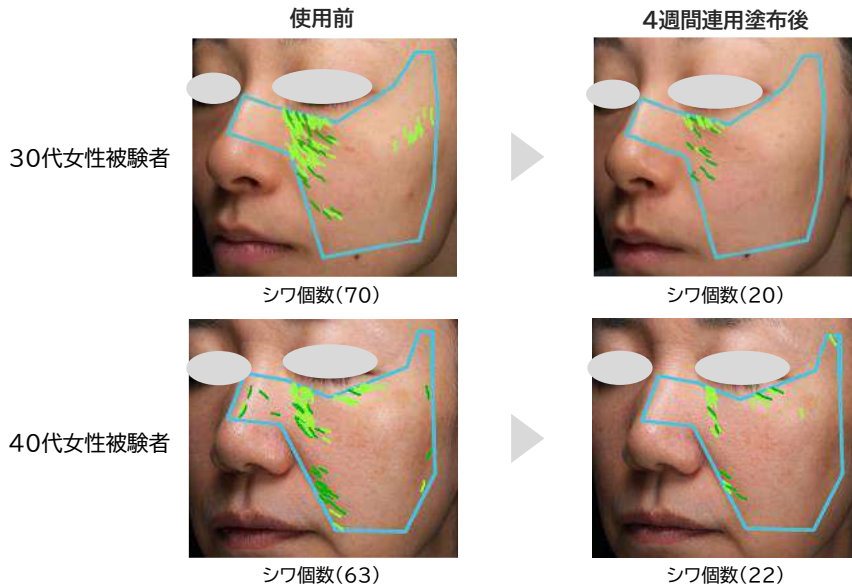 使用前
4週間連用塗布後
30代女性被験者
シワ個数(70)
シワ個数(20)
40代女性被験者
シワ個数(63)
シワ個数(22)